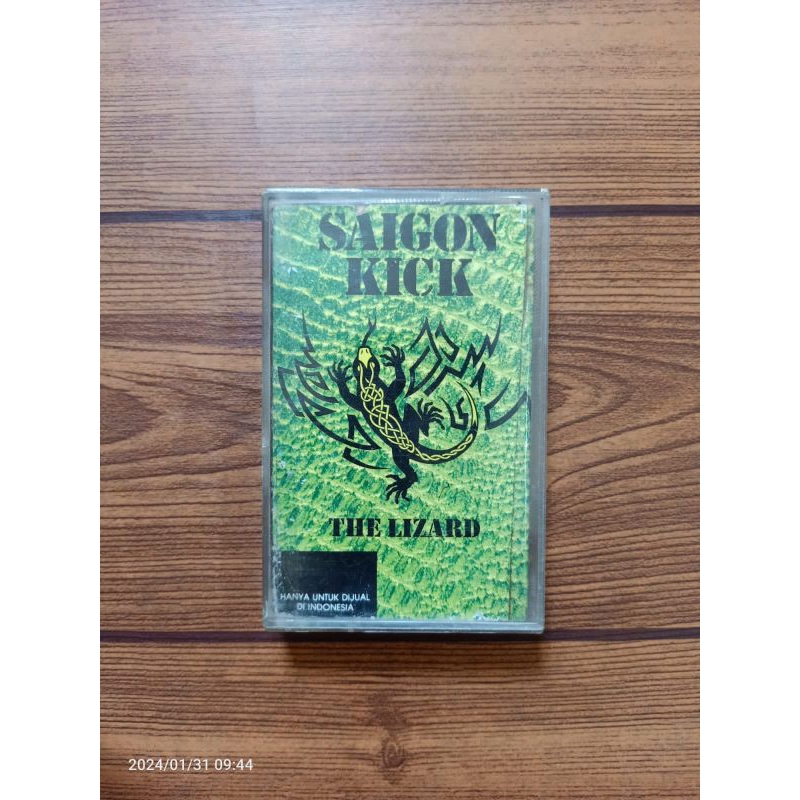 SAIGON
KICK
THE LIZARD
HANYA UNTUK DIJUAL
DI INDONESIA
2024/01/31 09:44